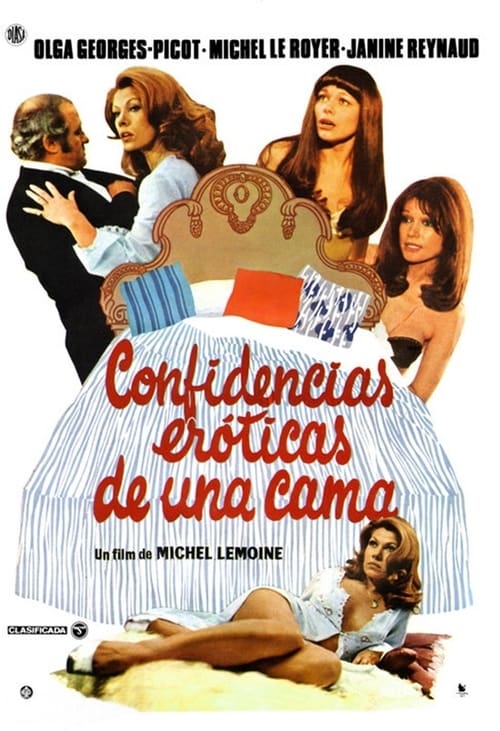 OLGA GEORGES-PICOT · MICHEL LE ROYER · JANINE REYNAUD
Confidencias
eróticas
de una cama
Un film de MICHEL LEMOINE
CLASIFICADA S